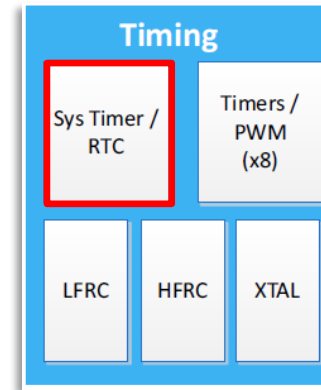 Timing
Sys Timer /
RTC
Timers /
PWM
(x8)
LFRC
HFRC
XTAL